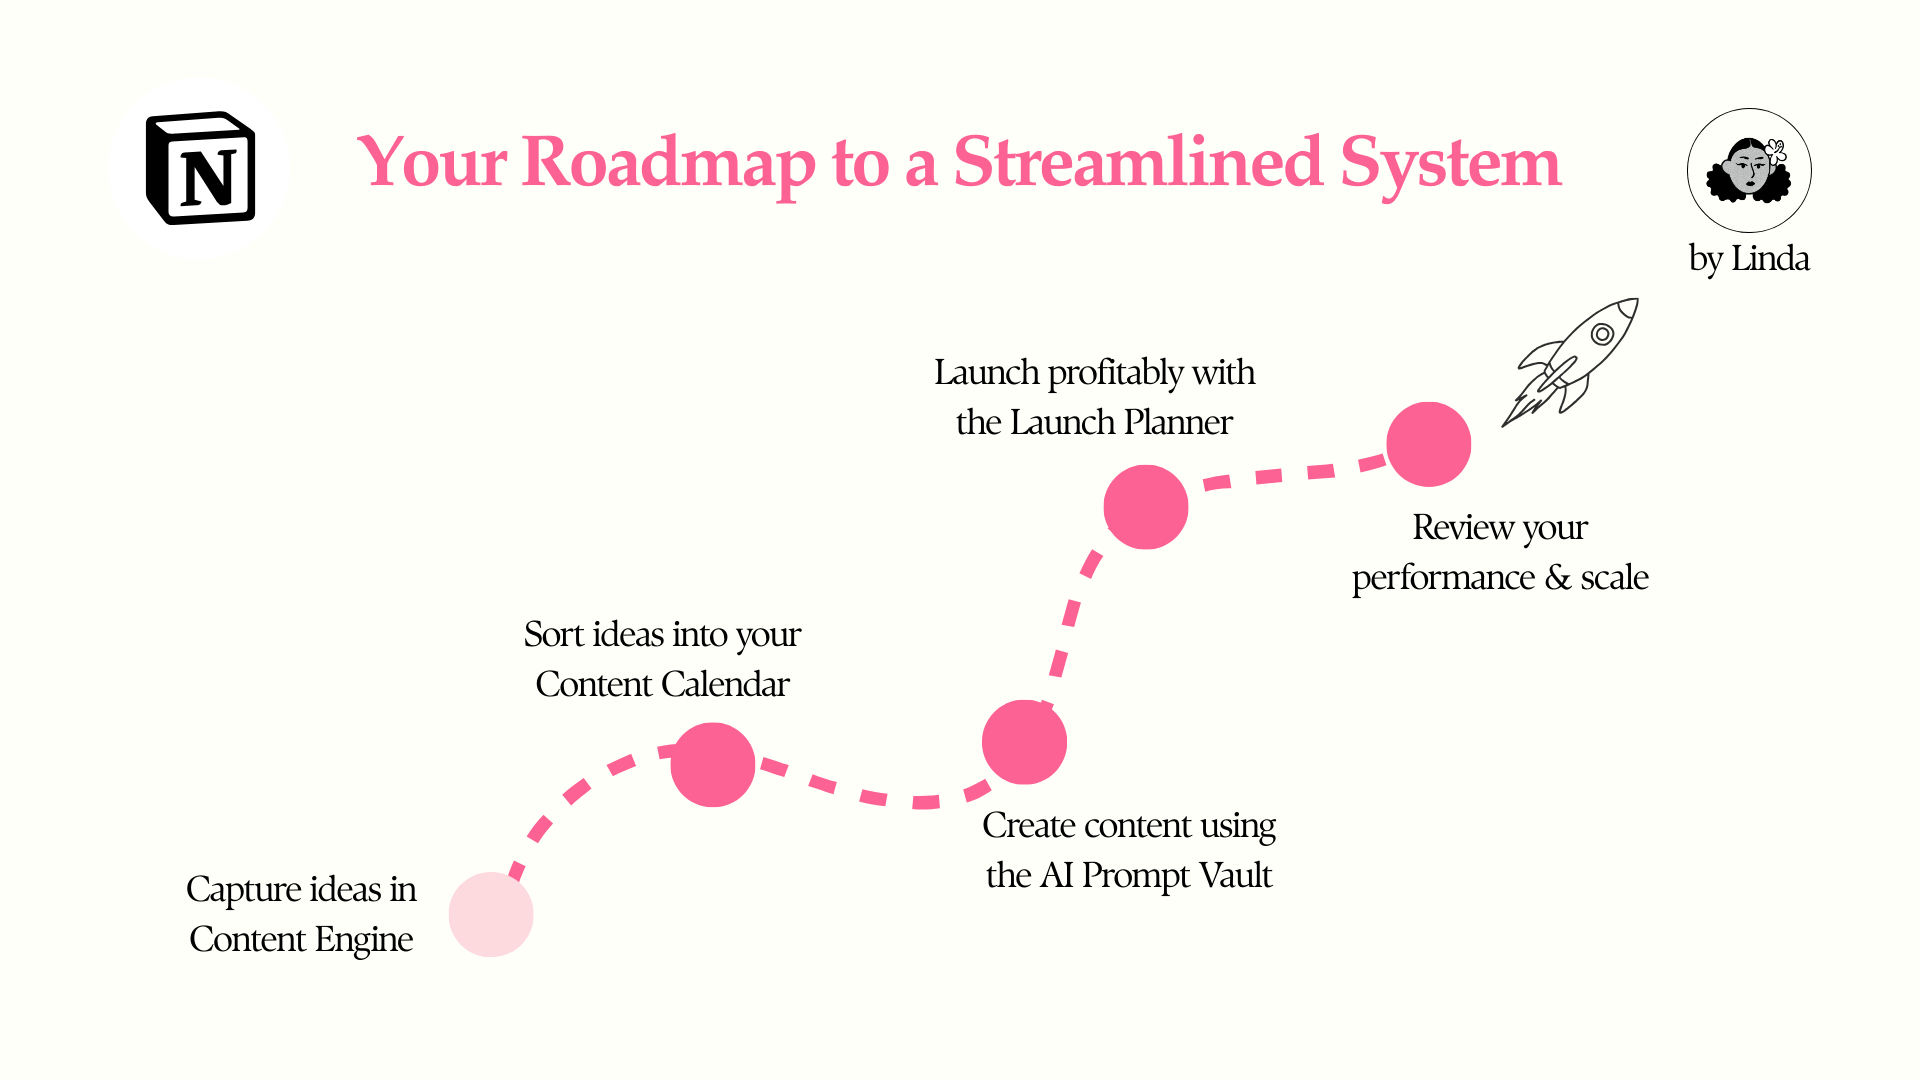 N
Your Roadmap to a Streamlined System
by Linda
Launch profitably with
the Launch Planner
Review your
performance & scale
Sort ideas into your
Content Calendar
Create content using
the AI Prompt Vault
Capture ideas in
Content Engine